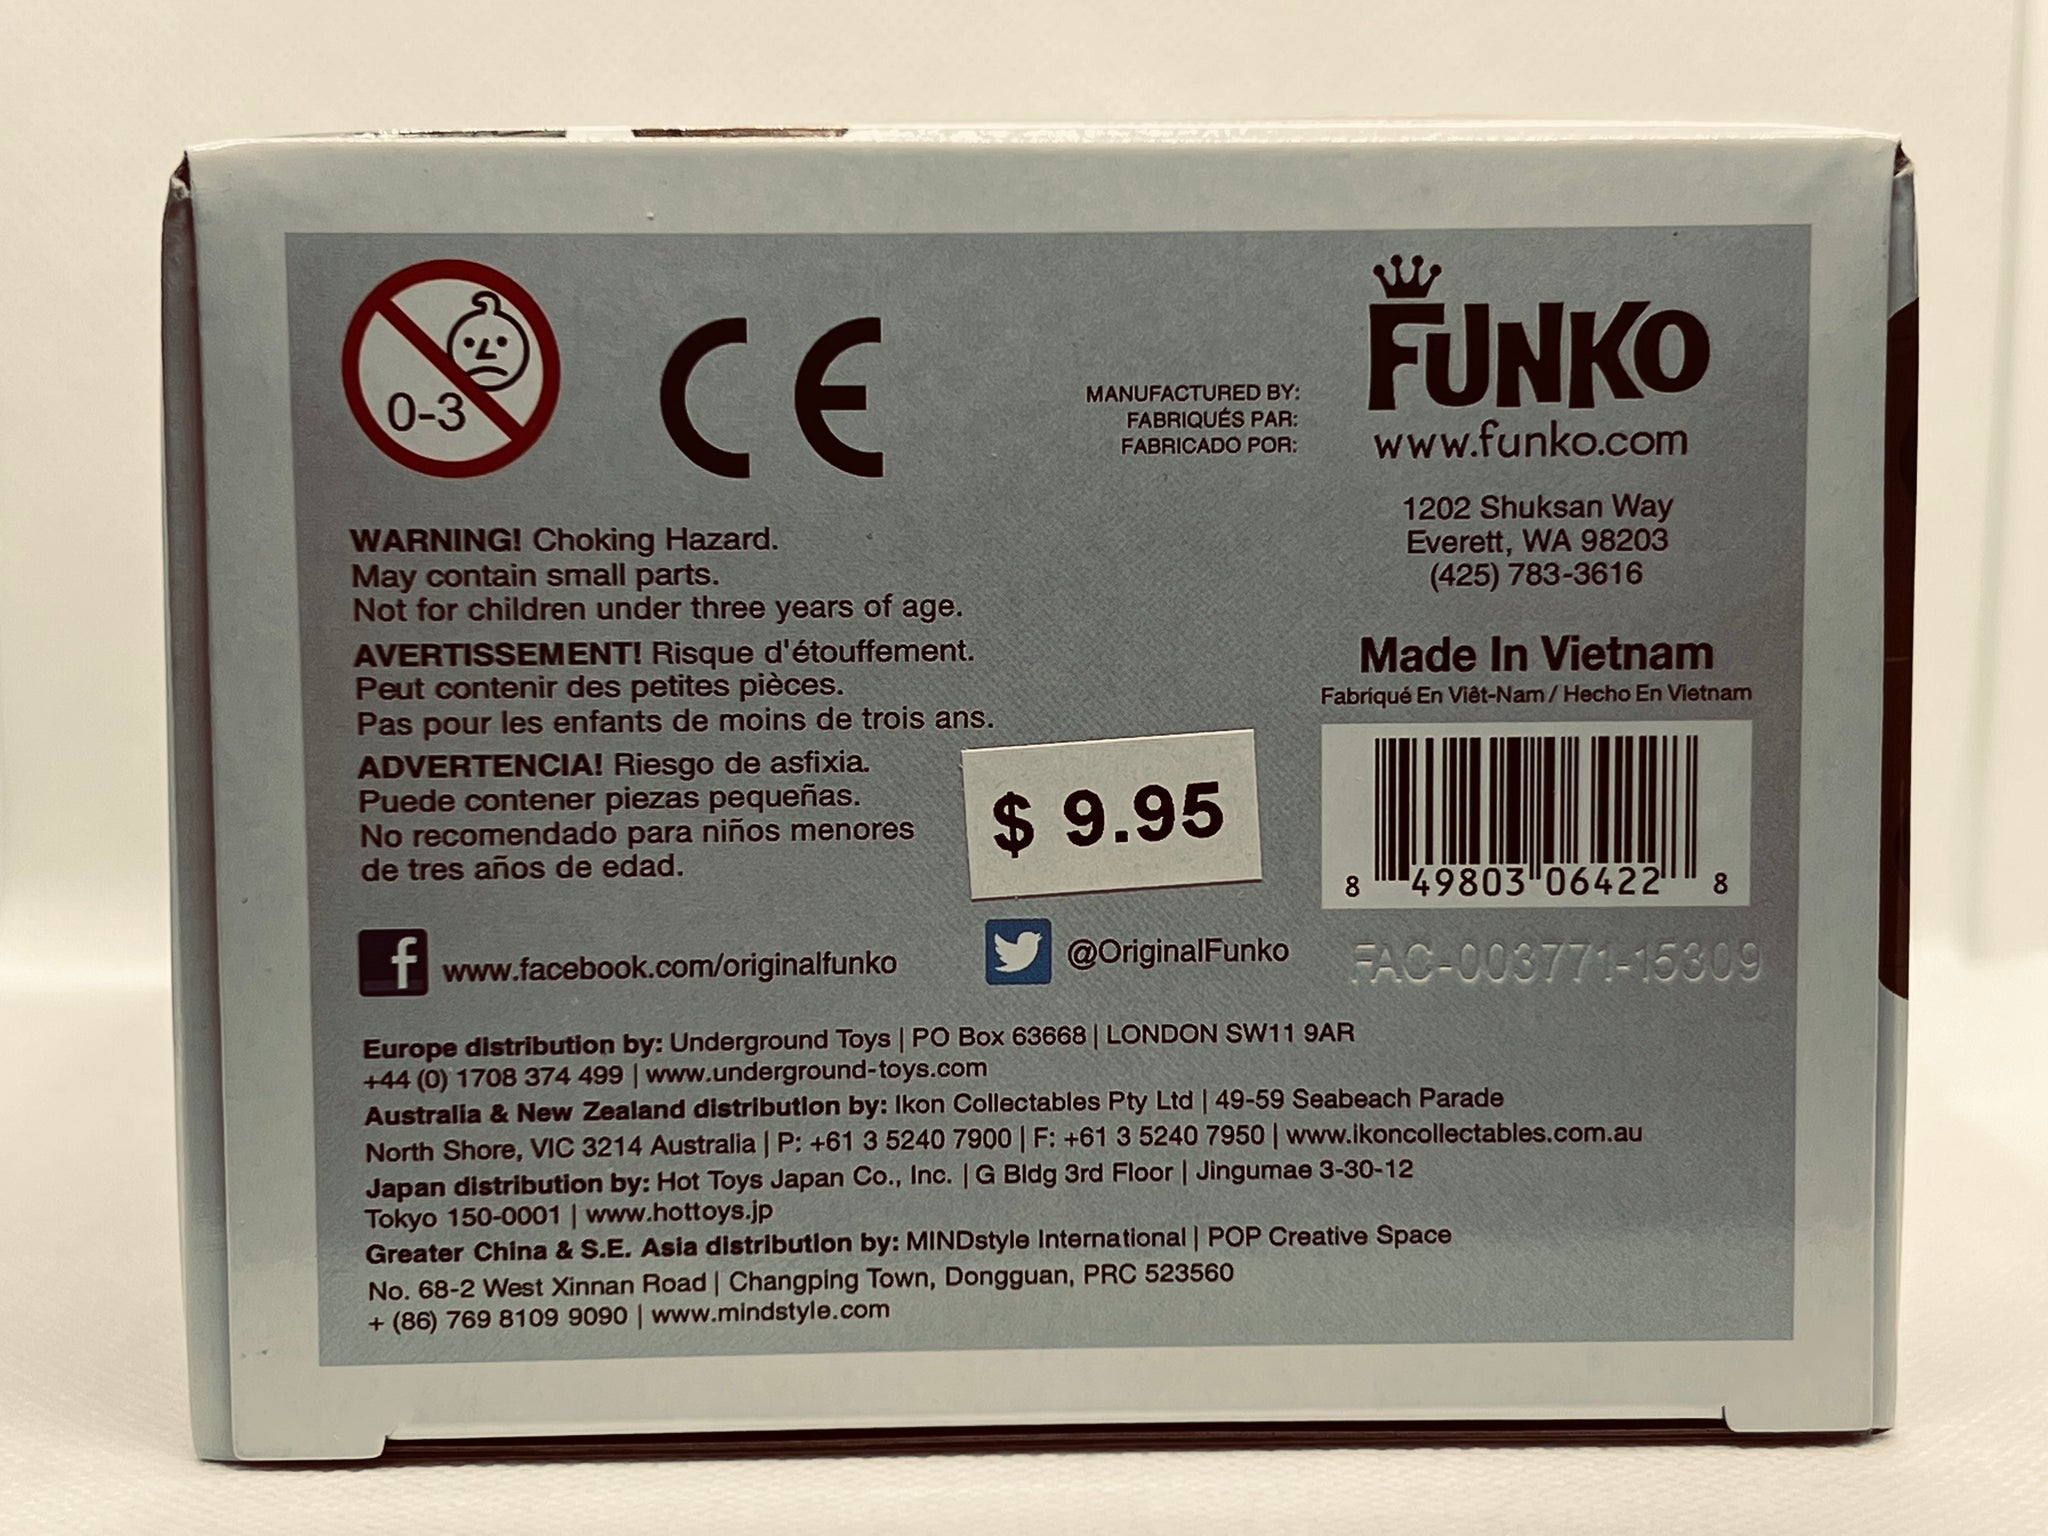 0-3
CE
MANUFACTURED BY:
FABRIQUÉS PAR:
FABRICADO POR:
FUNKO
www.funko.com
1202 Shuksan Way
Everett, WA 98203
(425) 783-3616
WARNING! Choking Hazard.
May contain small parts.
Not for children under three years of age.
AVERTISSEMENT! Risque d'étouffement.
Peut contenir des petites pièces.
Pas pour les enfants de moins de trois ans.
ADVERTENCIA! Riesgo de asfixia.
Puede contener piezas pequeñas.
No recomendado para niños menores
de tres años de edad.
Made In Vietnam
Fabriqué En Viêt-Nam / Hecho En Vietnam
$ 9.95
8 49803 06422 8
f www.facebook.com/originalfunko
@OriginalFunko
FAC-003771-15309
Europe distribution by: Underground Toys | PO Box 63668 | LONDON SW11 9AR
+44 (0) 1708 374 499 | www.underground-toys.com
Australia & New Zealand distribution by: Ikon Collectables Pty Ltd | 49-59 Seabeach Parade
North Shore, VIC 3214 Australia | P: +61 3 5240 7900 | F: +61 3 5240 7950 | www.ikoncollectables.com.au
Japan distribution by: Hot Toys Japan Co., Inc. | G Bldg 3rd Floor | Jingumae 3-30-12
Tokyo 150-0001 | www.hottoys.jp
Greater China & S.E. Asia distribution by: MINDstyle International | POP Creative Space
No. 68-2 West Xinnan Road | Changping Town, Dongguan, PRC 523560
+ (86) 769 8109 9090 | www.mindstyle.com